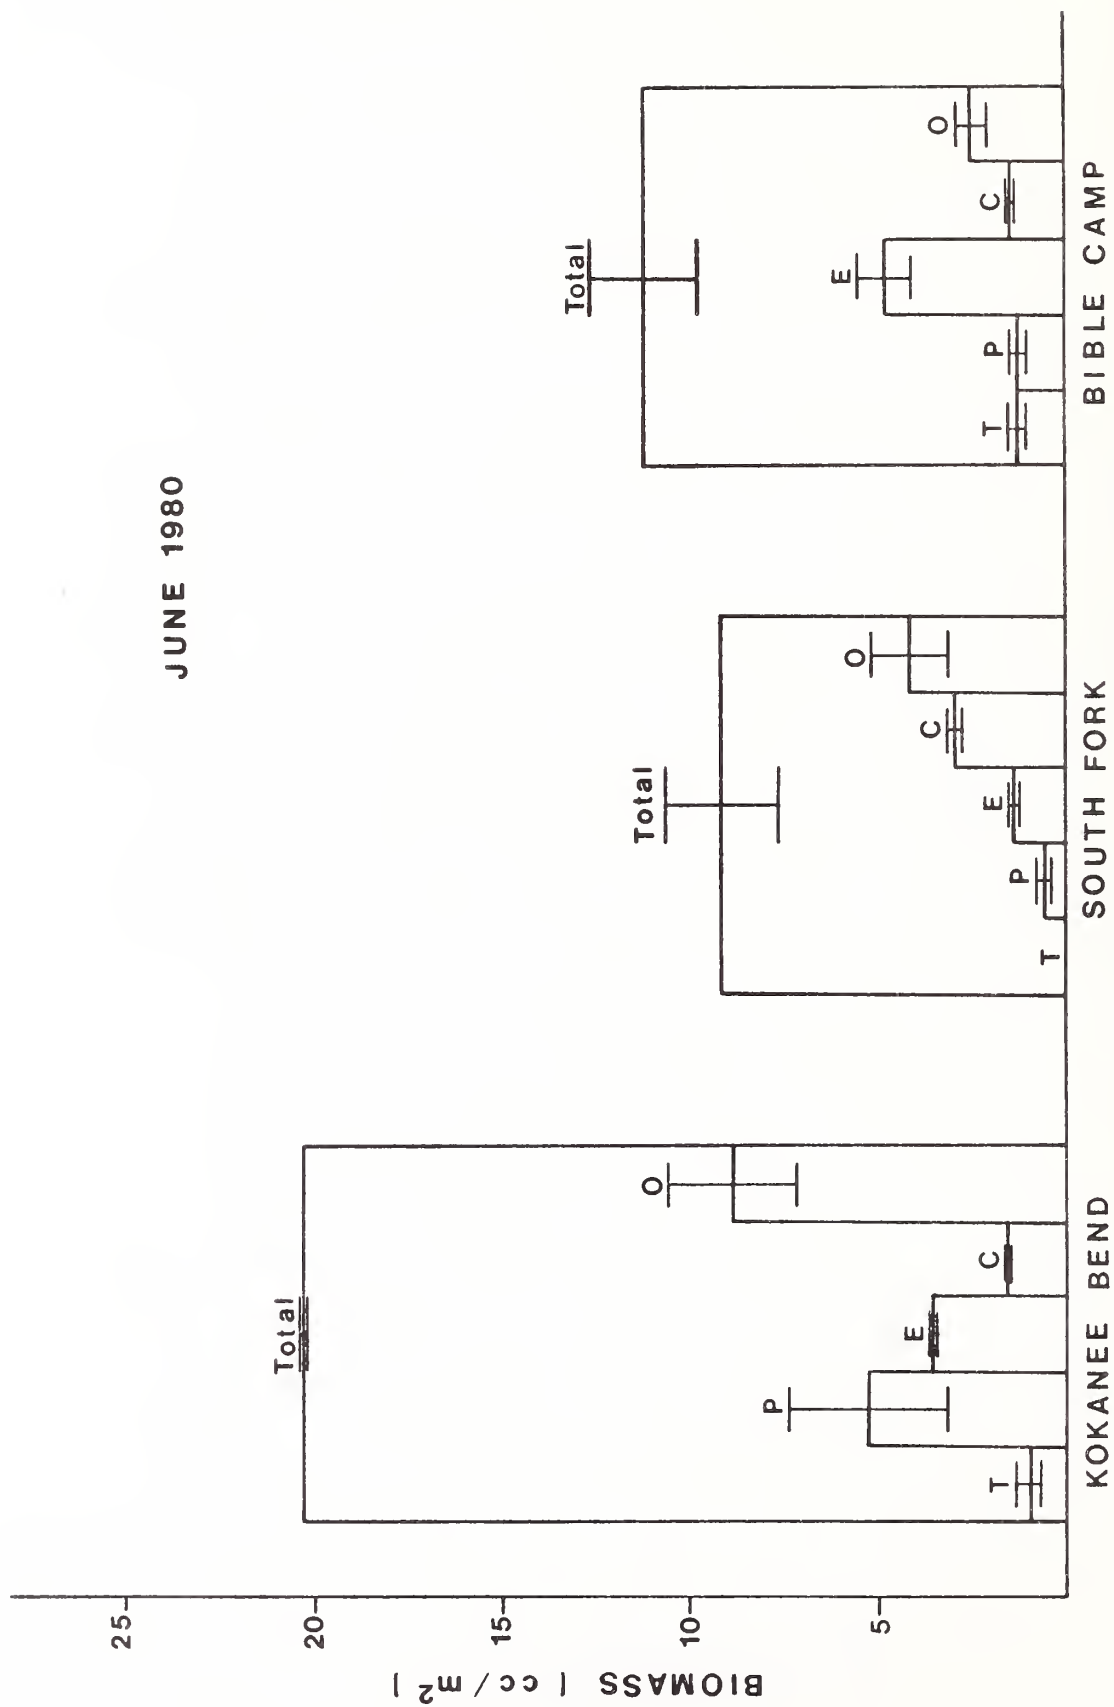 JUNE 1980
BIOMASS ( cc/m² )
25
20
15
10
5
Total
T
P
E
C
O
KOKANEE BEND
Total
T
P
E
C
O
SOUTH FORK
Total
T
P
E
C
O
BIBLE CAMP